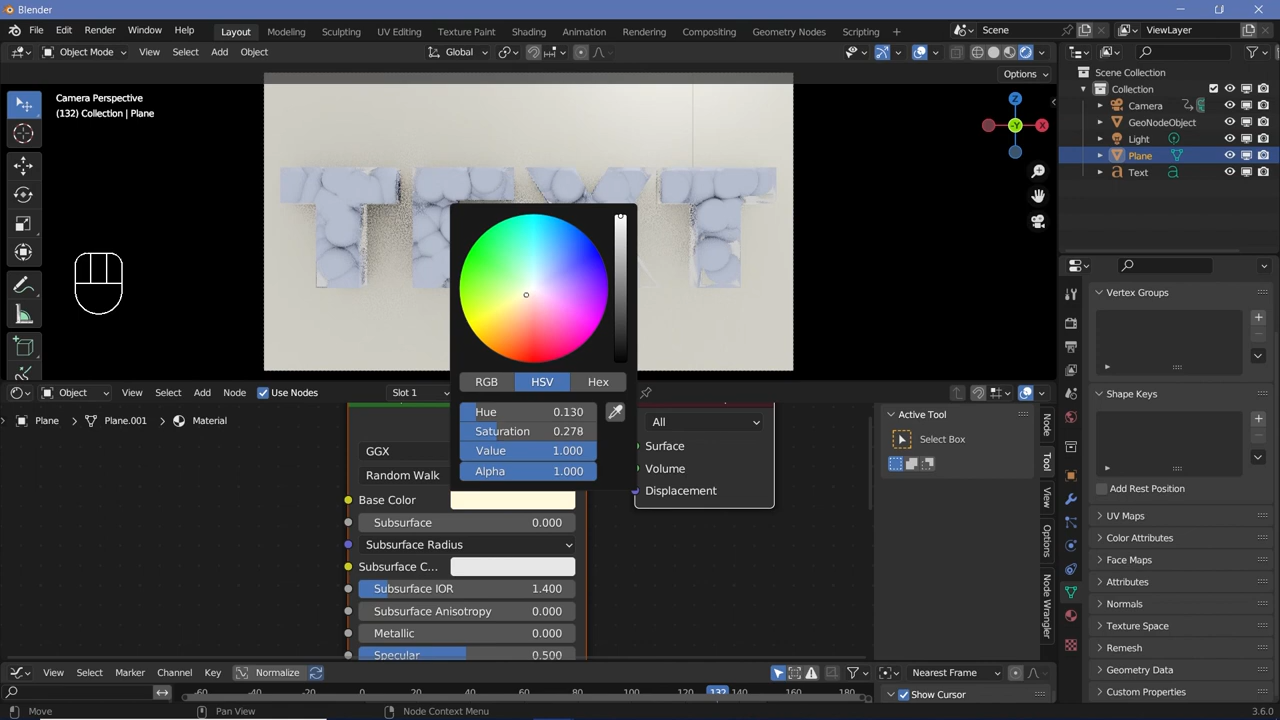 Blender
File Edit Render Window Help Layout Modeling Sculpting UV Editing Texture Paint Shading Animation Rendering Compositing Geometry Nodes Scripting + Scene ViewLayer
Object Mode View Select Add Object Global
Options
Camera Perspective
(132) Collection | Plane
Z
X
-Y
Scene Collection
Collection
Camera
GeoNodeObject
Light
Plane
Text
TEXT
RGB HSV Hex
Hue 0.130
Saturation 0.278
Value 1.000
Alpha 1.000
Object View Select Add Node Use Nodes Slot 1
Plane > Plane.001 > Material
GGX
Random Walk
Base Color
Subsurface 0.000
Subsurface Radius
Subsurface C...
Subsurface IOR 1.400
Subsurface Anisotropy 0.000
Metallic 0.000
Specular 0.500
All
Surface
Volume
Displacement
Active Tool
Select Box
Node
Tool
View
Options
Node Wrangler
Vertex Groups
Shape Keys
Add Rest Position
UV Maps
Color Attributes
Face Maps
Attributes
Normals
Texture Space
Remesh
Geometry Data
Custom Properties
View Select Marker Channel Key Normalize Nearest Frame
-60 -40 -20 0 20 40 60 80 100 120 132 140 160 180
Show Cursor
Move Pan View Node Context Menu 3.6.0